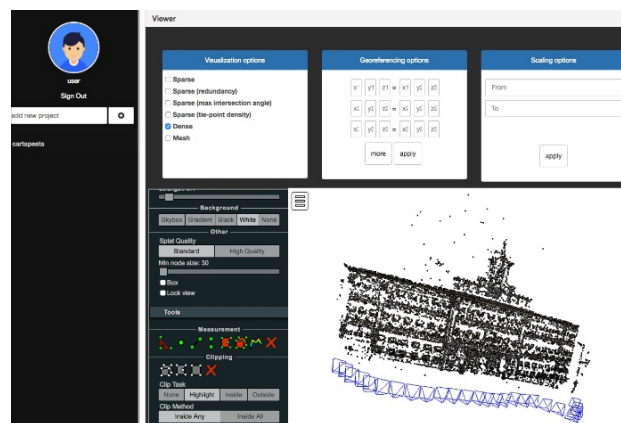 Viewer
user
Sign Out
add new project
cartapesta
Visualization options
Sparse
Sparse (redundancy)
Sparse (max intersection angle)
Sparse (tie-point density)
Dense
Mesh
Georeferencing options
more apply
Scaling options
From
To
apply
Background
Skybox Gradient Black White None
Other
Splat Quality
Standard High Quality
Min node size: 30
Box
Lock view
Tools
Measurement
Clipping
Clip Task
None Highlight Inside Outside
Clip Method
Inside Any Inside All